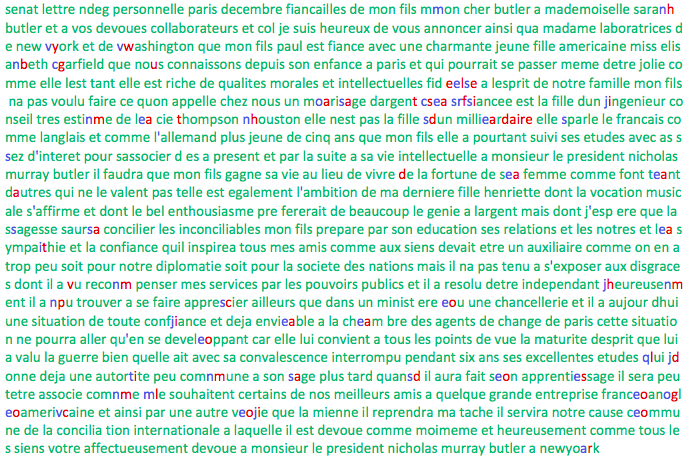 senat lettre ndeg personnelle paris decembre fiancailles de mon fils mmon cher butler a mademoiselle saranh
butler et a vos devoues collaborateurs et col je suis heureux de vous annoncer ainsi qua madame laboratrices d
e new vyork et de vwashington que mon fils paul est fiance avec une charmante jeune fille americaine miss elis
anbeth cgarfield que nous connaissons depuis son enfance a paris et qui pourrait se passer meme detre jolie co
mme elle lest tant elle est riche de qualites morales et intellectuelles fid eelse a lesprit de notre famille mon fils
na pas voulu faire ce quon appelle chez nous un moarisage dargent csea srfsiancee est la fille dun jingenieur co
nseil tres estinme de lea cie thompson nhouston elle nest pas la fille sdun millieardaire elle sparle le francais co
mme langlais et comme l'allemand plus jeune de cinq ans que mon fils elle a pourtant suivi ses etudes avec as s
sez d'interet pour sassocier d es a present et par la suite a sa vie intellectuelle a monsieur le president nicholas
murray butler il faudra que mon fils gagne sa vie au lieu de vivre de la fortune de sea femme comme font teant
dautres qui ne le valent pas telle est egalement l'ambition de ma derniere fille henriette dont la vocation music
ale s'affirme et dont le bel enthousiasme pre fererait de beaucoup le genie a largent mais dont j'esp ere que la
ssagesse saursa concilier les inconciliables mon fils prepare par son education ses relations et les notres et lea s
ympaithie et la confiance quil inspirea tous mes amis comme aux siens devait etre un auxiliaire comme on en a
trop peu soit pour notre diplomatie soit pour la societe des nations mais il na pas tenu a s'exposer aux disgrace
s dont il a vu reconm penser mes services par les pouvoirs publics et il a resolu detre independant jheureusenm
ent il a npu trouver a se faire apprescier ailleurs que dans un minist ere eou une chancellerie et il a aujour dhui
une situation de toute confjiance et deja envieable a la cheam bre des agents de change de paris cette situatio
n ne pourra aller qu'en se develeoppant car elle lui convient a tous les points de vue la maturite desprit que lui
a valu la guerre bien quelle ait avec sa convalescence interrompu pendant six ans ses excellentes etudes qlui jd
onne deja une autortite peu comnmune a son sage plus tard quansd il aura fait seon apprentiessage il sera peu
tetre associe comnme mle souhaitent certains de nos meilleurs amis a quelque grande entreprise franceoanogl
eoamerivcaine et ainsi par une autre veojie que la mienne il reprendra ma tache il servira notre cause ceommu
ne de la concilia tion internationale a laquelle il est devoue comme moimeme et heureusement comme tous le
s siens votre affectueusement devoue a monsieur le president nicholas murray butler a newyoark